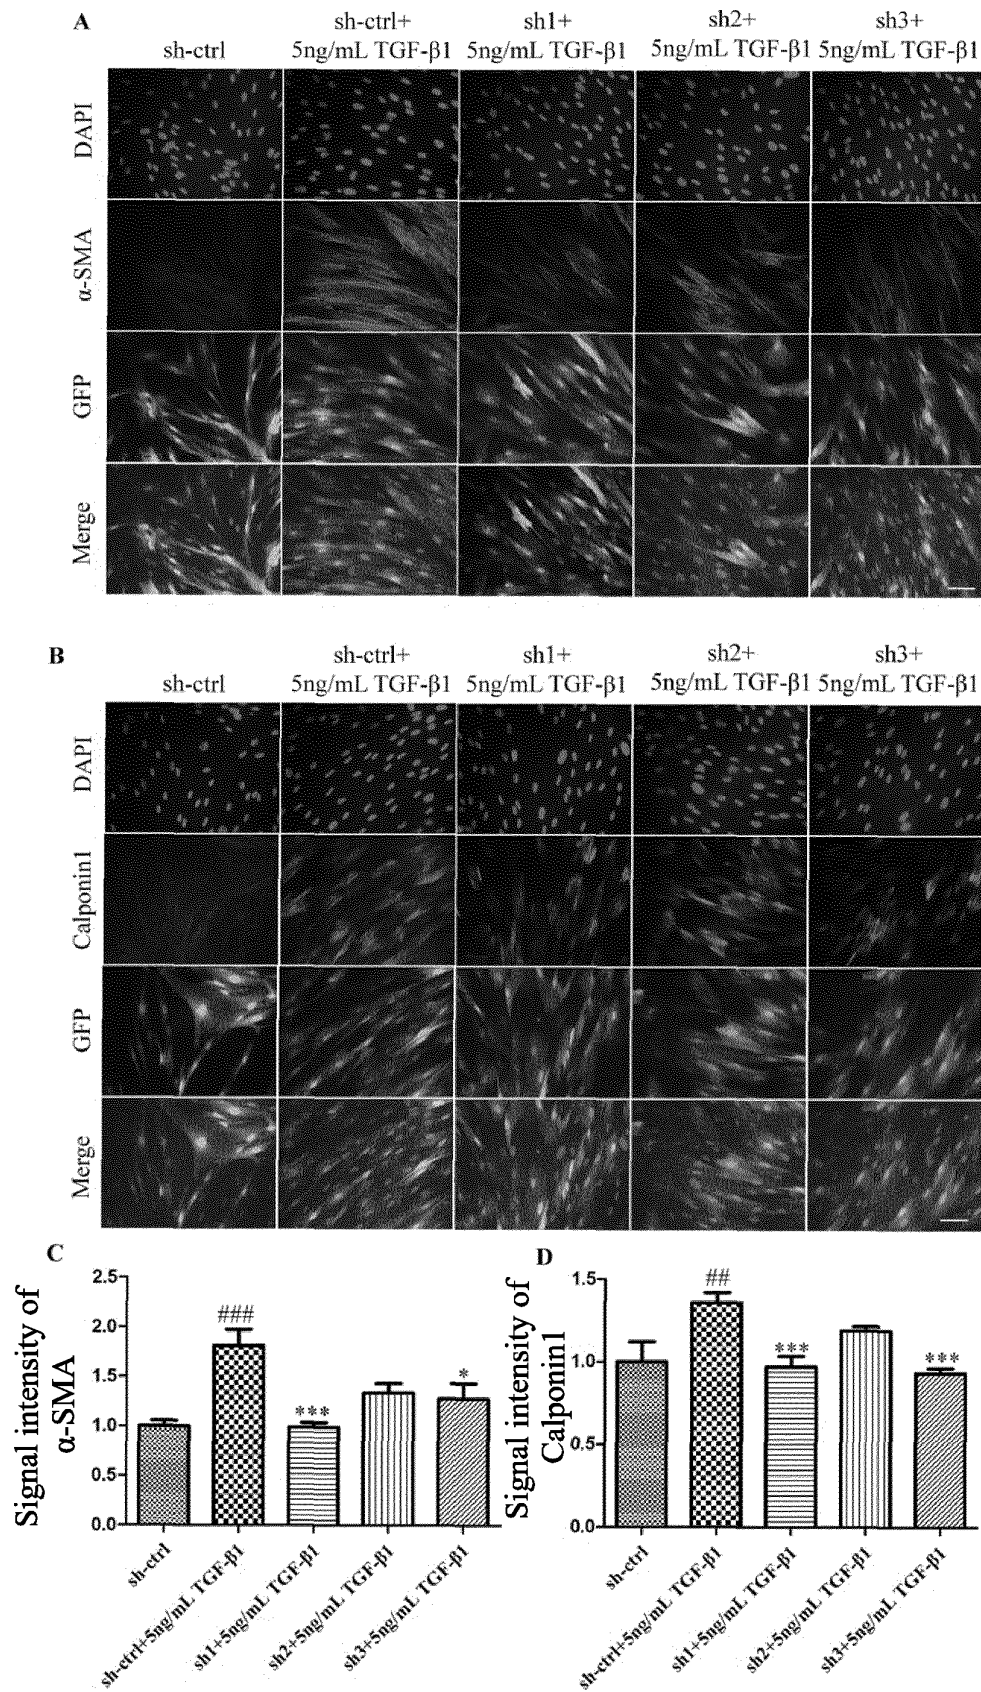 A
sh-ctrl
sh-ctrl+
5ng/mL TGF-β1
sh1+
5ng/mL TGF-β1
sh2+
5ng/mL TGF-β1
sh3+
5ng/mL TGF-β1
DAPI
α-SMA
GFP
Merge
B
sh-ctrl
sh-ctrl+
5ng/mL TGF-β1
sh1+
5ng/mL TGF-β1
sh2+
5ng/mL TGF-β1
sh3+
5ng/mL TGF-β1
DAPI
Calponin1
GFP
Merge
C
Signal intensity of
α-SMA
2.5
2.0
1.5
1.0
0.5
0.0
###
***
*
sh-ctrl
sh-ctrl+5ng/mL TGF-β1
sh1+5ng/mL TGF-β1
sh2+5ng/mL TGF-β1
sh3+5ng/mL TGF-β1
D
Signal intensity of
Calponin1
1.5
1.0
0.5
0.0
##
***
***
sh-ctrl
sh-ctrl+5ng/mL TGF-β1
sh1+5ng/mL TGF-β1
sh2+5ng/mL TGF-β1
sh3+5ng/mL TGF-β1